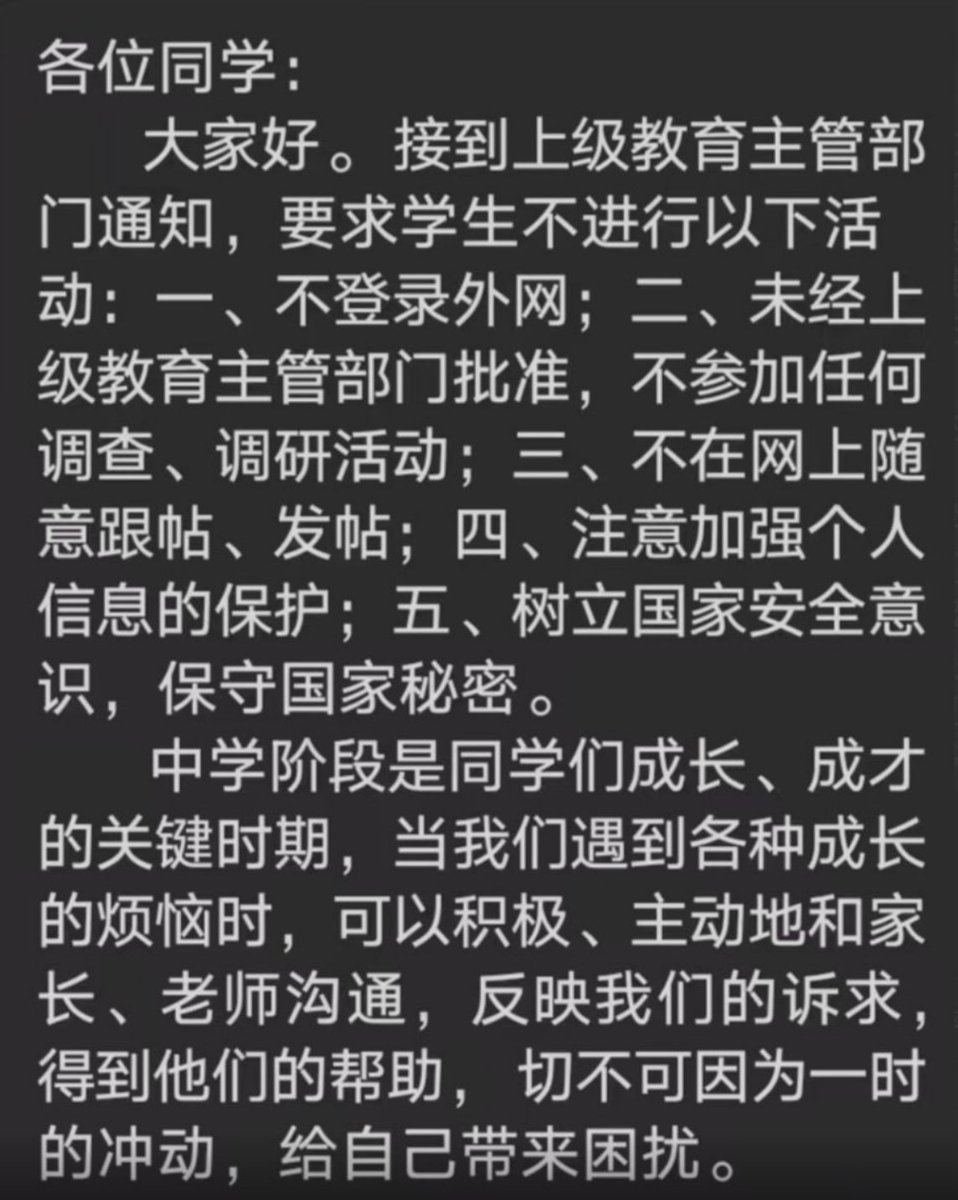 各位同学：
大家好。接到上级教育主管部
门通知，要求学生不进行以下活
动：一、不登录外网；二、未经上
级教育主管部门批准，不参加任何
调查、调研活动；三、不在网上随
意跟帖、发帖；四、注意加强个人
信息的保护；五、树立国家安全意
识，保守国家秘密。
中学阶段是同学们成长、成才
的关键时期，当我们遇到各种成长
的烦恼时，可以积极、主动地和家
长、老师沟通，反映我们的诉求，
得到他们的帮助，切不可因为一时
的冲动，给自己带来困扰。